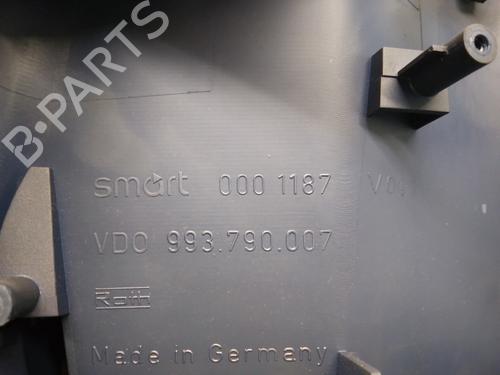 smart 000 1187
VDO 993.790.007
Roth
Made in Germany
B-PARTS